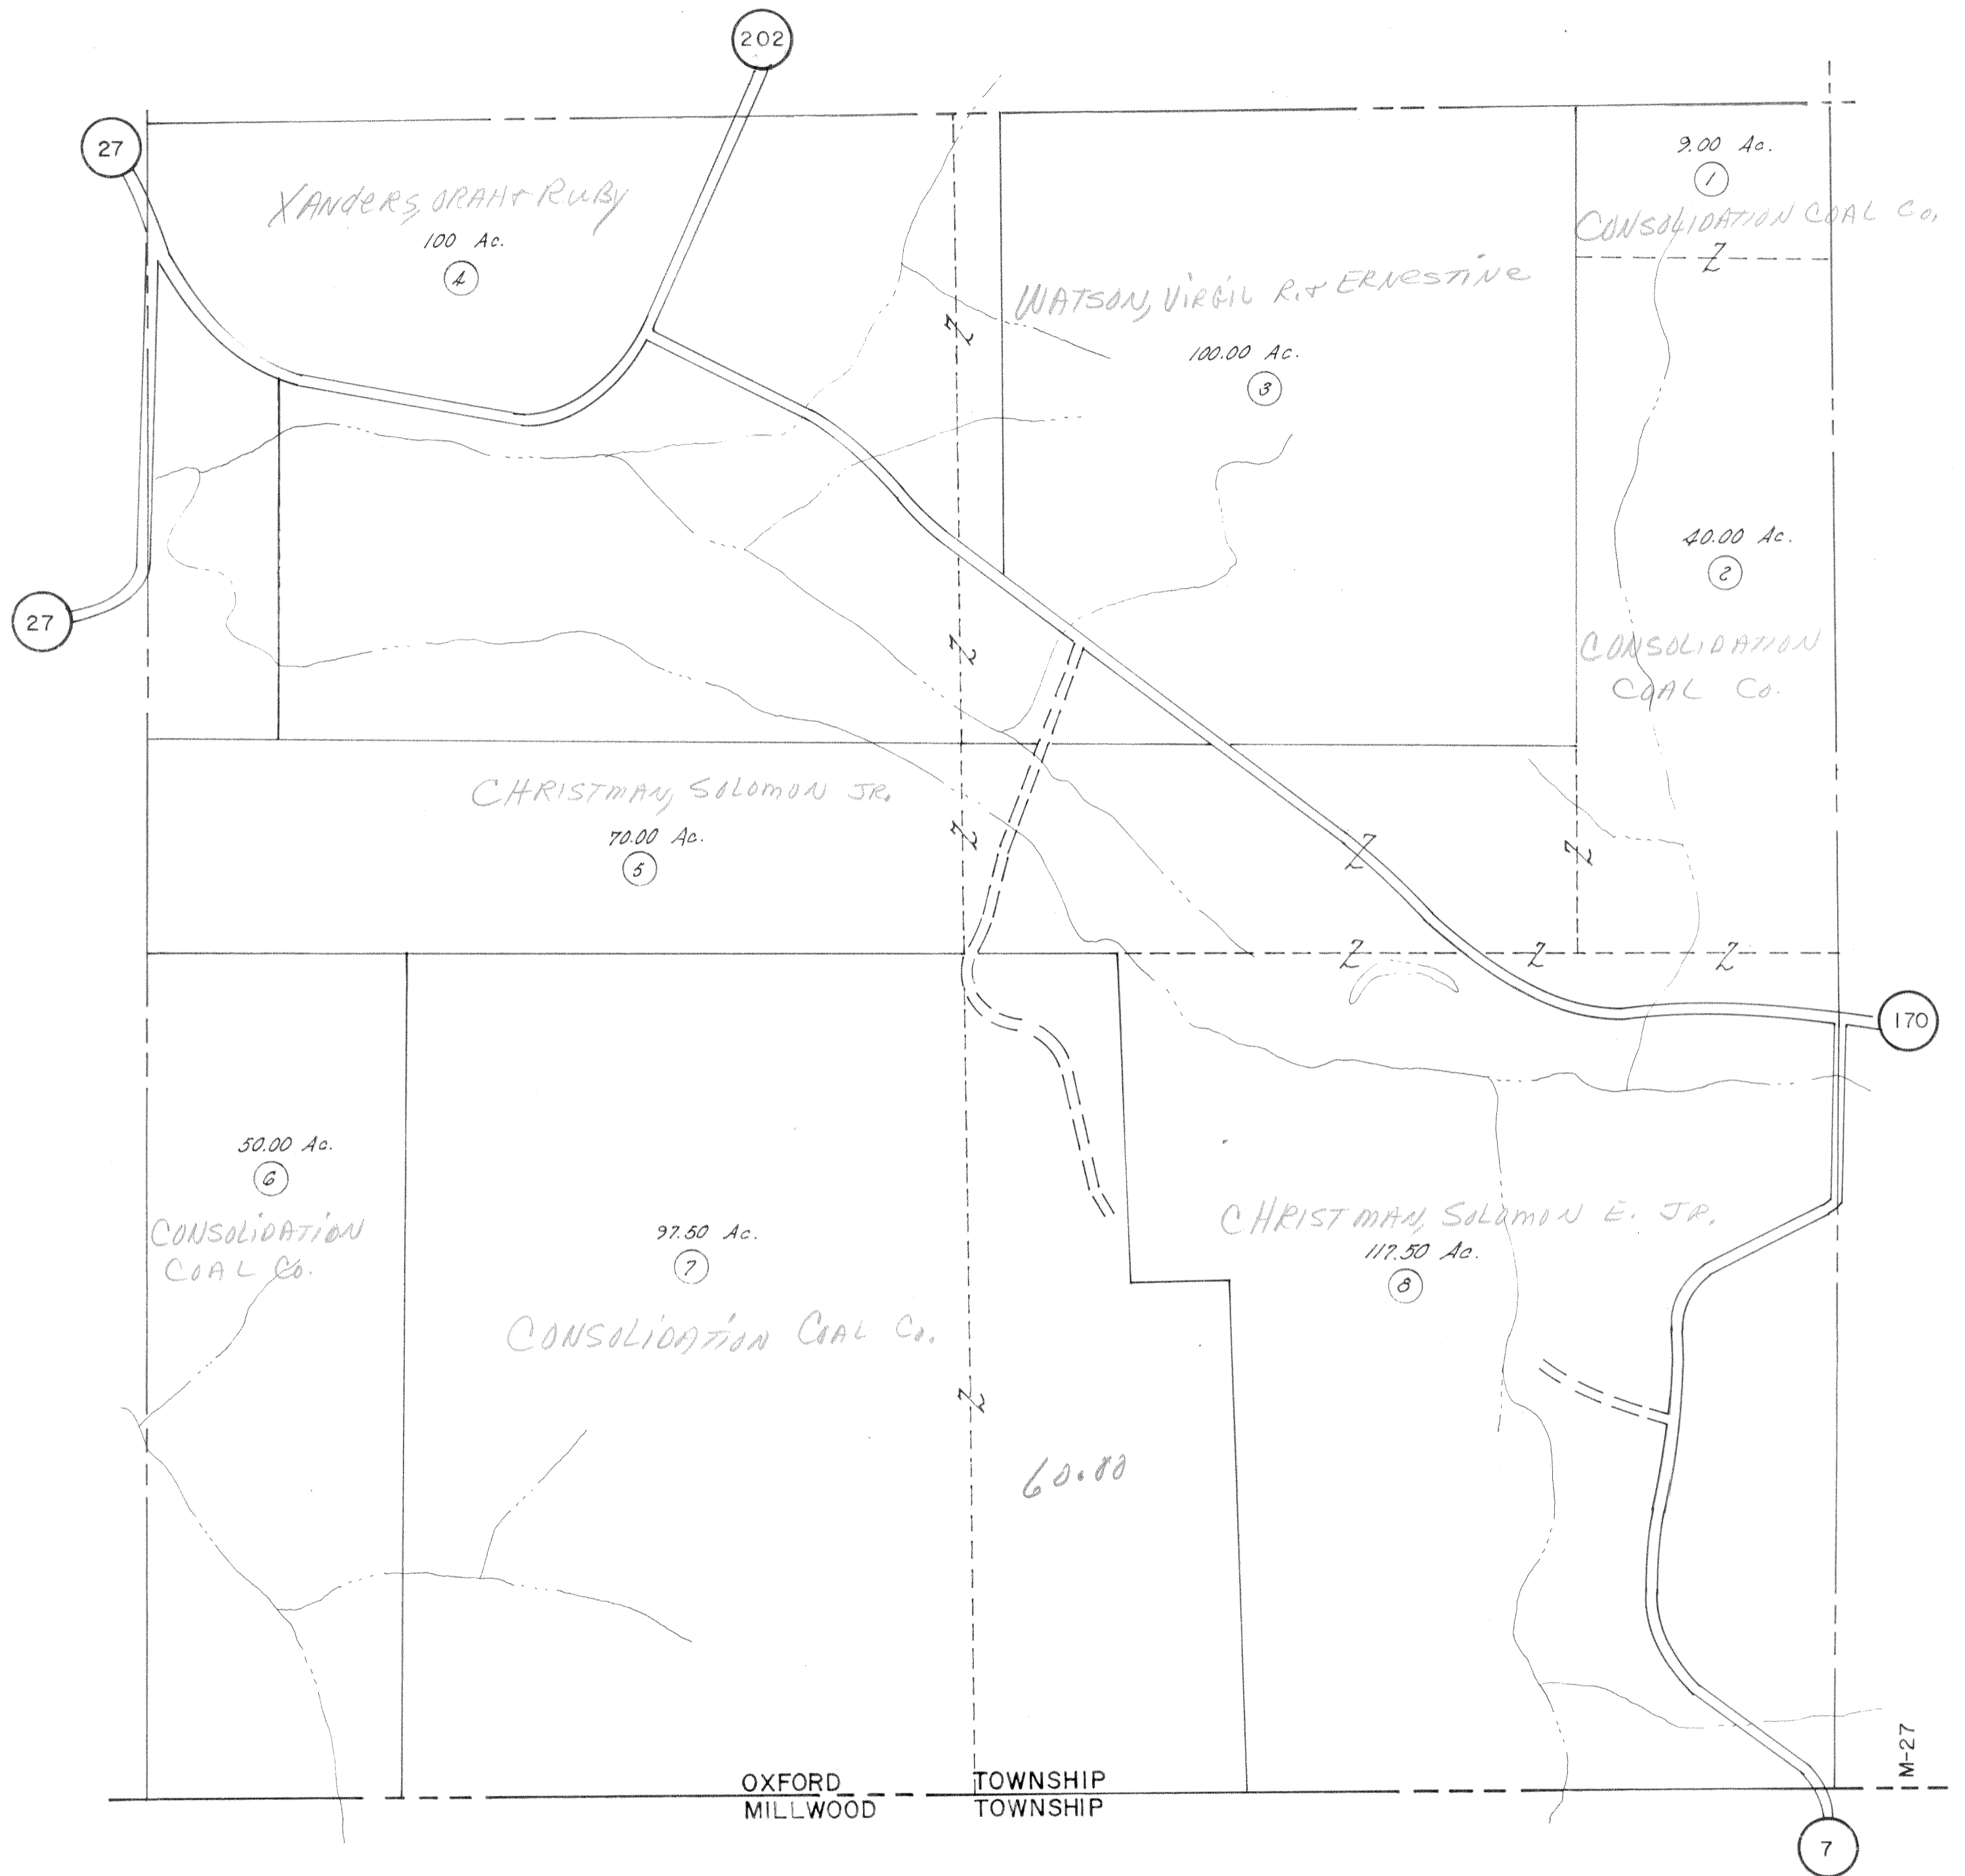 202
27
XANDERS, ORAH & RUBY
100 Ac.
4
9.00 Ac.
1
CONSOLIDATION COAL CO.
Z
WATSON, VIRGIL R. & ERNESTINE
100.00 Ac.
3
Z
40.00 Ac.
2
CONSOLIDATION
COAL CO.
27
Z
CHRISTMAN, SOLOMON JR.
70.00 Ac.
5
Z
Z
Z
Z
Z
Z
170
50.00 Ac.
6
CONSOLIDATION
COAL CO.
97.50 Ac.
7
CONSOLIDATION COAL CO.
CHRISTMAN, SOLOMON E. JR.
117.50 Ac.
8
Z
60.00
M-27
OXFORD TOWNSHIP
MILLWOOD TOWNSHIP
7